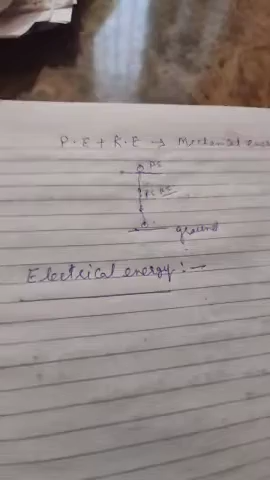 P.E + K.E → Mechanical
P.E
P.E K.E
ground
Electrical energy :-